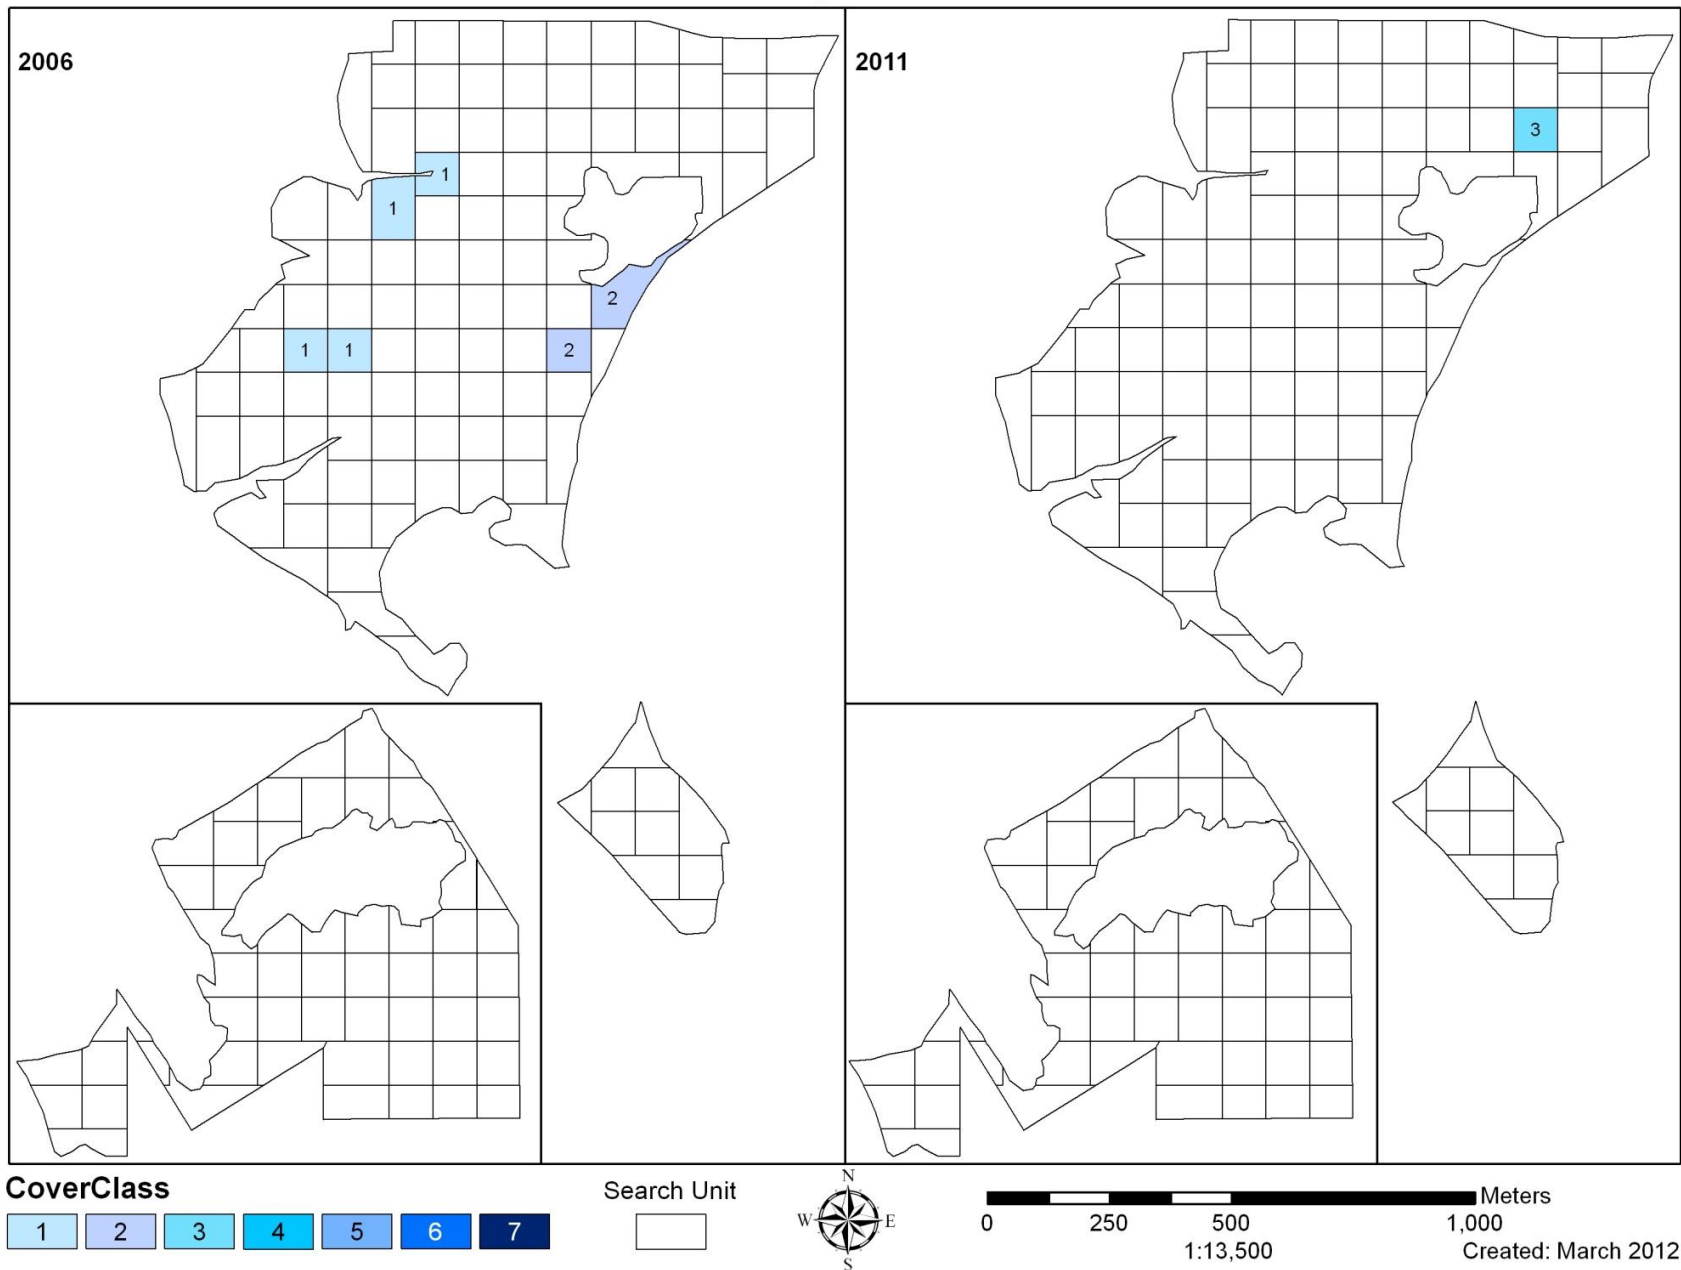 2006
2011
3
1
1
2
1 1
2
CoverClass
1 2 3 4 5 6 7
Search Unit
N
W E
S
Meters
0 250 500 1,000
1:13,500
Created: March 2012